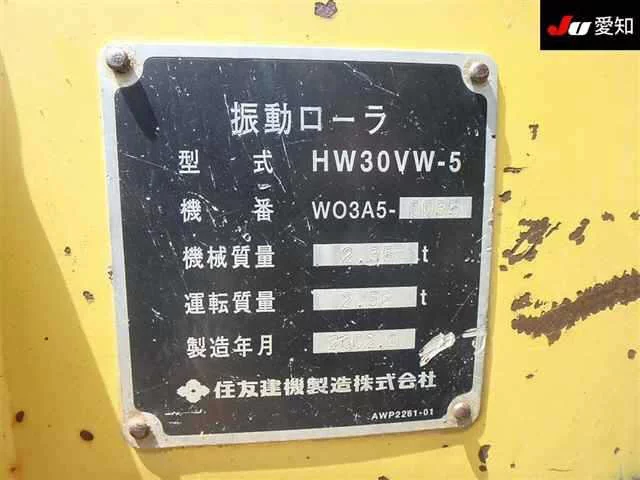 JU 愛知
振動ローラ
型式 HW30VW-5
機番 WO3A5-
機械質量 t
運転質量 t
製造年月
住友建機製造株式会社
AWP2261-01